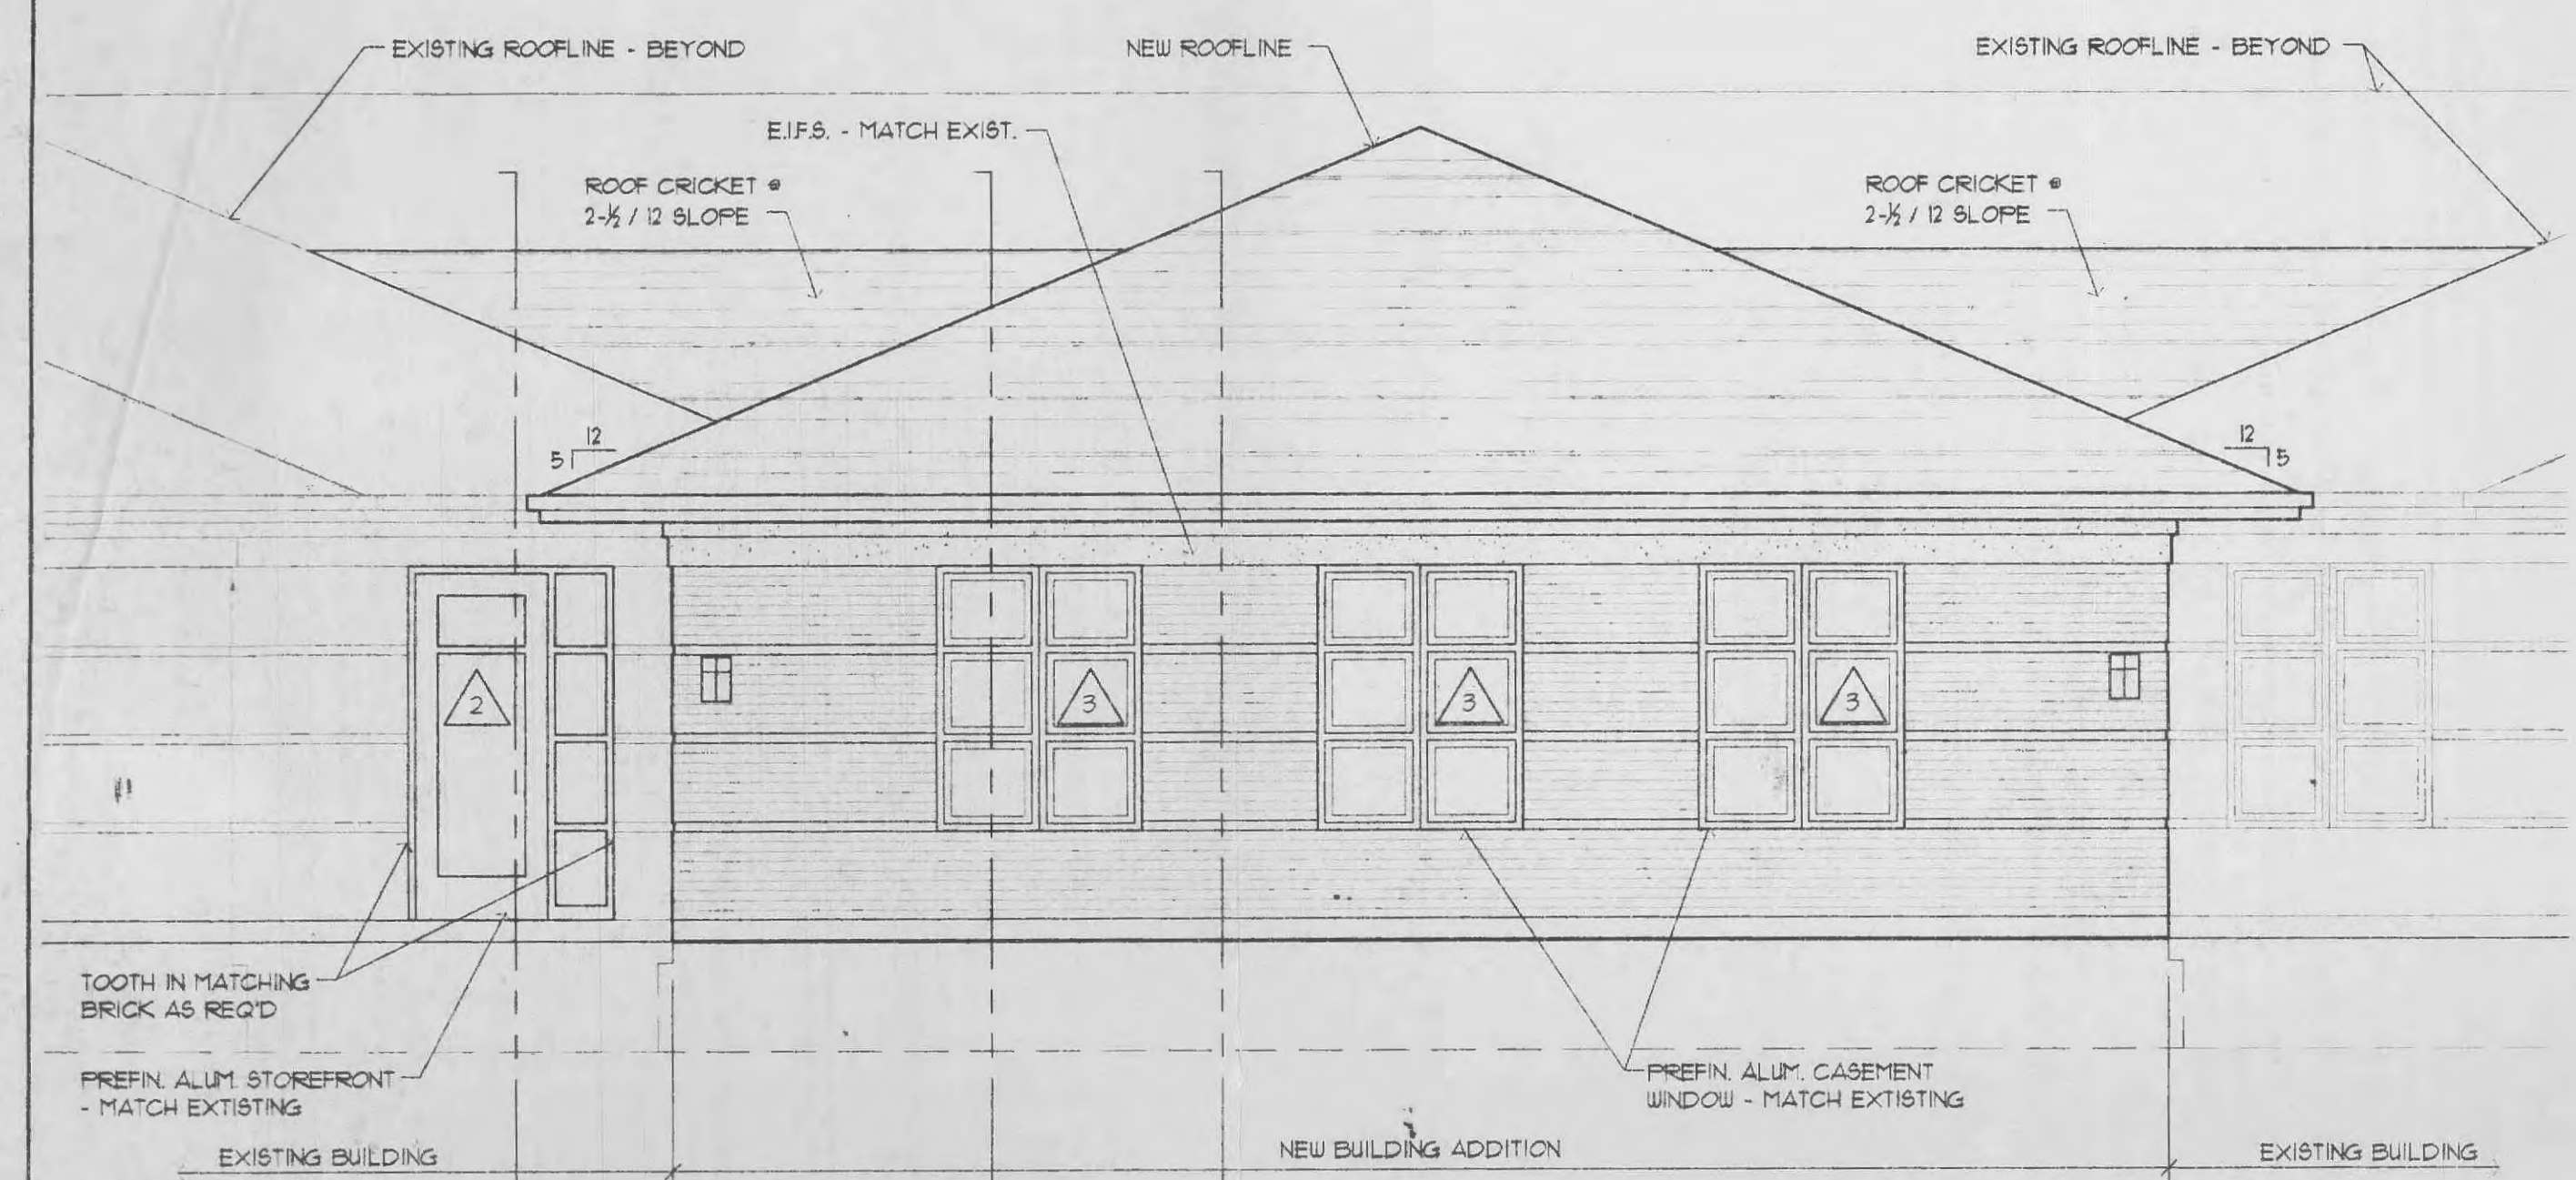 EXISTING ROOFLINE - BEYOND
NEW ROOFLINE
EXISTING ROOFLINE - BEYOND
E.I.F.S. - MATCH EXIST.
ROOF CRICKET @
2-½ / 12 SLOPE
ROOF CRICKET @
2-½ / 12 SLOPE
12
5
12
5
2
3
3
3
TOOTH IN MATCHING
BRICK AS REQ'D
PREFIN. ALUM. STOREFRONT
- MATCH EXTISTING
PREFIN. ALUM. CASEMENT
WINDOW - MATCH EXTISTING
EXISTING BUILDING
NEW BUILDING ADDITION
EXISTING BUILDING